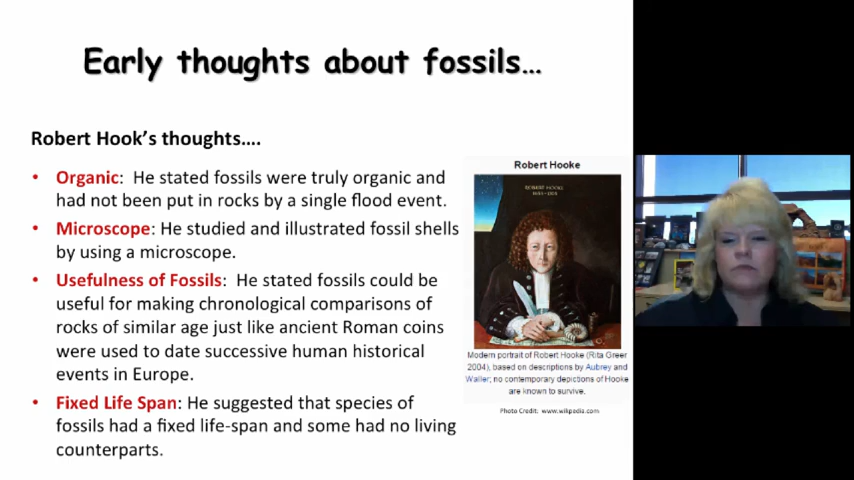 Early thoughts about fossils...
Robert Hook's thoughts....
• Organic: He stated fossils were truly organic and
had not been put in rocks by a single flood event.
• Microscope: He studied and illustrated fossil shells
by using a microscope.
• Usefulness of Fossils: He stated fossils could be
useful for making chronological comparisons of
rocks of similar age just like ancient Roman coins
were used to date successive human historical
events in Europe.
• Fixed Life Span: He suggested that species of
fossils had a fixed life-span and some had no living
counterparts.
Robert Hooke
ROBERT HOOKE
Modern portrait of Robert Hooke (Rita Greer
2004), based on descriptions by Aubrey and
Waller; no contemporary depictions of Hooke
are known to survive.
Photo Credit: www.wikpedia.com